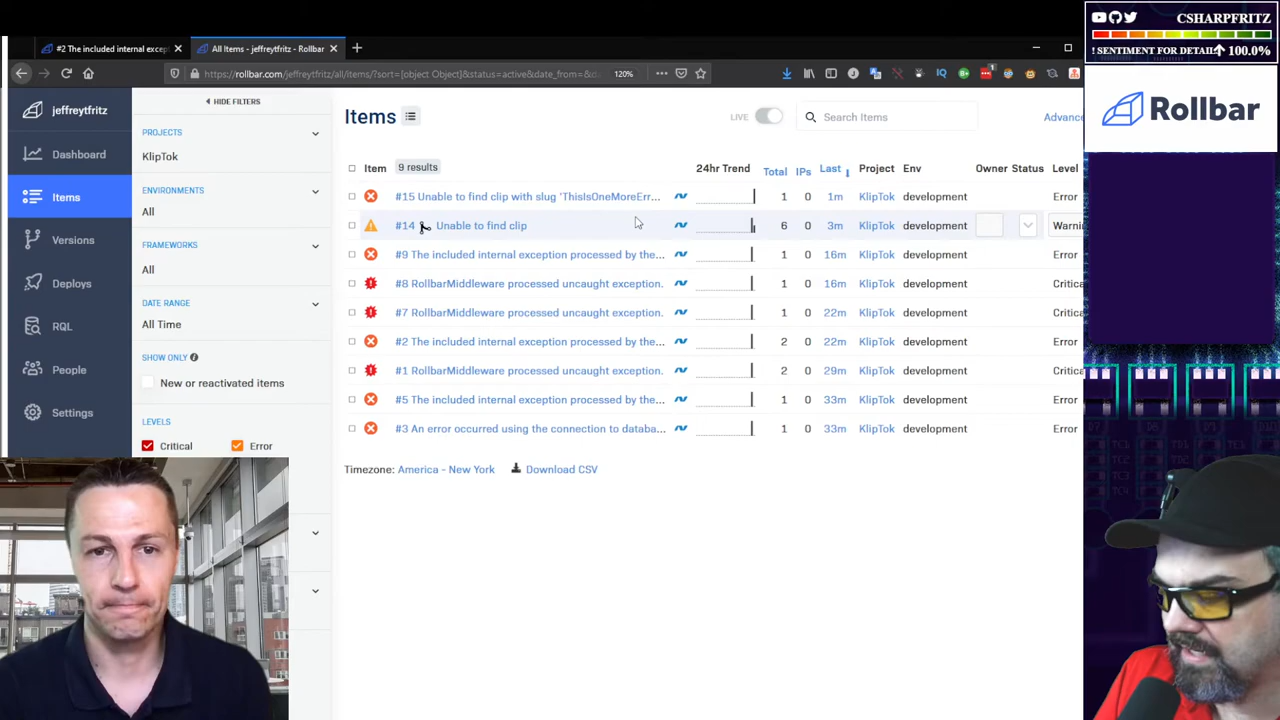 CSHARPFRITZ
! SENTIMENT FOR DETAILS 100.0%
Rollbar
#2 The included internal excep
All Items - jeffreytfritz - Rollbar
https://rollbar.com/jeffreytfritz/all/items/?sort=[object Object]&status=active&date_from=&
120%
jeffreytfritz
Dashboard
Items
Versions
Deploys
RQL
People
Settings
HIDE FILTERS
PROJECTS
KlipTok
ENVIRONMENTS
All
FRAMEWORKS
All
DATE RANGE
All Time
SHOW ONLY
New or reactivated items
LEVELS
Critical Error
Items
LIVE
Search Items
Advance
Item 9 results 24hr Trend Total IPs Last Project Env Owner Status Level
#15 Unable to find clip with slug 'ThisIsOneMoreErr... 1 0 1m KlipTok development Error
#14 Unable to find clip 6 0 3m KlipTok development Warnin
#9 The included internal exception processed by the... 1 0 16m KlipTok development Error
#8 RollbarMiddleware processed uncaught exception. 1 0 16m KlipTok development Critica
#7 RollbarMiddleware processed uncaught exception. 1 0 22m KlipTok development Critica
#2 The included internal exception processed by the... 2 0 22m KlipTok development Error
#1 RollbarMiddleware processed uncaught exception. 2 0 29m KlipTok development Critica
#5 The included internal exception processed by the... 1 0 33m KlipTok development Error
#3 An error occurred using the connection to databa... 1 0 33m KlipTok development Error
Timezone: America - New York Download CSV